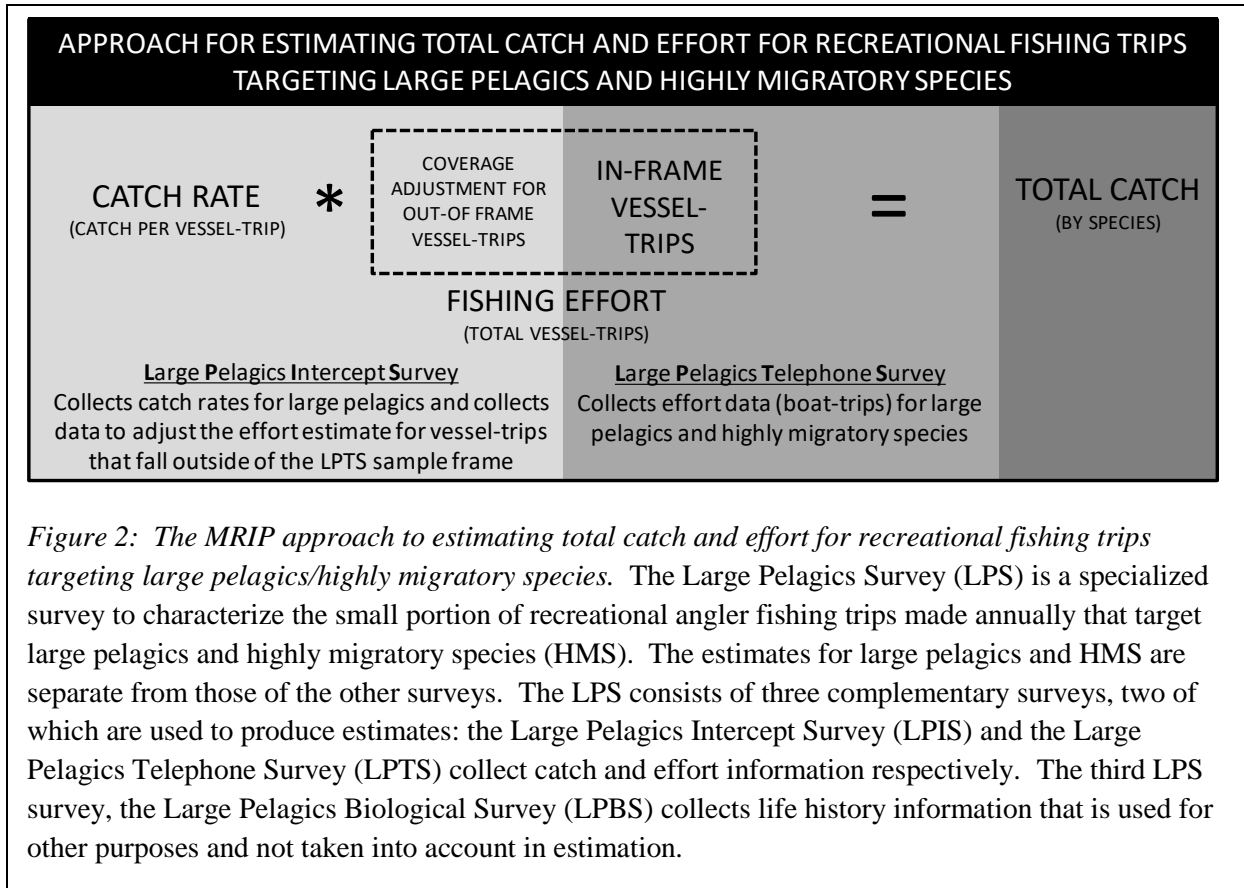 APPROACH FOR ESTIMATING TOTAL CATCH AND EFFORT FOR RECREATIONAL FISHING TRIPS
TARGETING LARGE PELAGICS AND HIGHLY MIGRATORY SPECIES
CATCH RATE
(CATCH PER VESSEL-TRIP)
*
COVERAGE
ADJUSTMENT FOR
OUT-OF FRAME
VESSEL-TRIPS
IN-FRAME
VESSEL-
TRIPS
=
TOTAL CATCH
(BY SPECIES)
FISHING EFFORT
(TOTAL VESSEL-TRIPS)
Large Pelagics Intercept Survey
Collects catch rates for large pelagics and collects
data to adjust the effort estimate for vessel-trips
that fall outside of the LPTS sample frame
Large Pelagics Telephone Survey
Collects effort data (boat-trips) for large
pelagics and highly migratory species
Figure 2:  The MRIP approach to estimating total catch and effort for recreational fishing trips
targeting large pelagics/highly migratory species.  The Large Pelagics Survey (LPS) is a specialized
survey to characterize the small portion of recreational angler fishing trips made annually that target
large pelagics and highly migratory species (HMS).  The estimates for large pelagics and HMS are
separate from those of the other surveys.  The LPS consists of three complementary surveys, two of
which are used to produce estimates: the Large Pelagics Intercept Survey (LPIS) and the Large
Pelagics Telephone Survey (LPTS) collect catch and effort information respectively.  The third LPS
survey, the Large Pelagics Biological Survey (LPBS) collects life history information that is used for
other purposes and not taken into account in estimation.